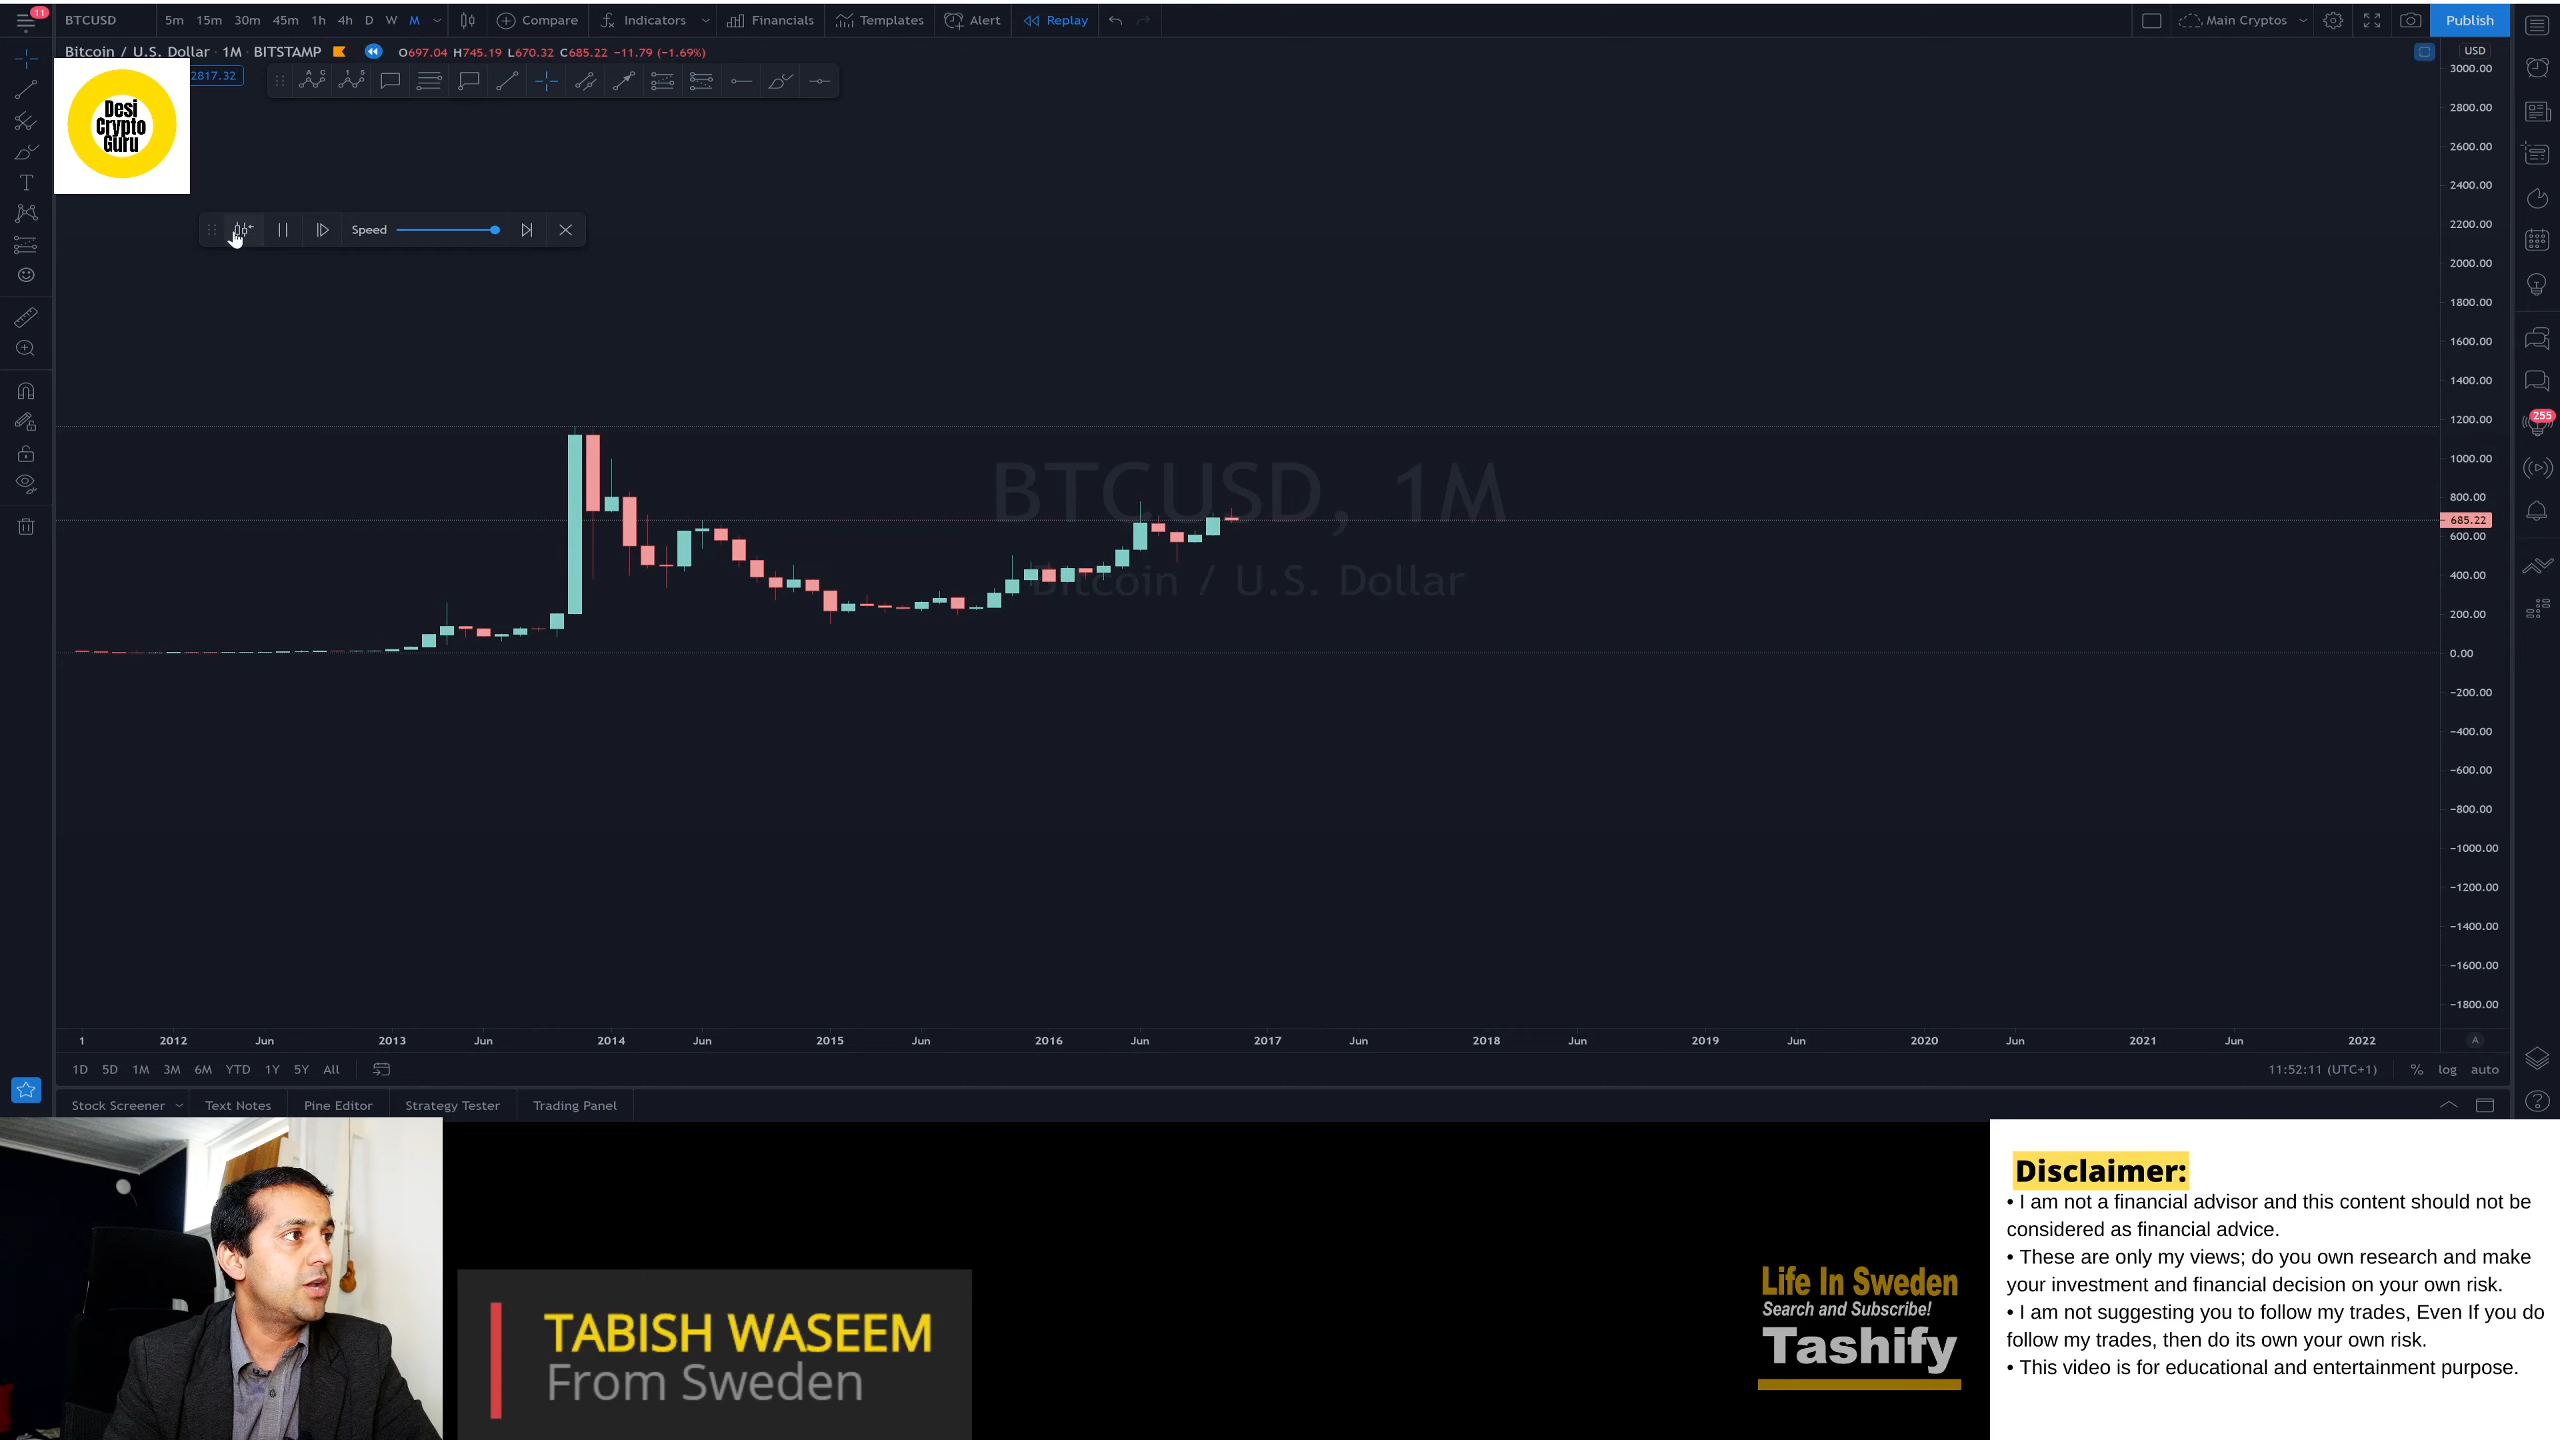 11
BTCUSD 5m 15m 30m 45m 1h 4h D W M Compare Indicators Financials Templates Alert Replay Main Cryptos Publish
Bitcoin / U.S. Dollar · 1M · BITSTAMP O697.04 H745.19 L670.32 C685.22 −11.79 (−1.69%)
USD
2817.32
Desi
Crypto
Guru
Speed
3000.00
2800.00
2600.00
2400.00
2200.00
2000.00
1800.00
1600.00
1400.00
1200.00
1000.00
800.00
685.22
600.00
400.00
200.00
0.00
−200.00
−400.00
−600.00
−800.00
−1000.00
−1200.00
−1400.00
−1600.00
−1800.00
255
BTCUSD, 1M
Bitcoin / U.S. Dollar
1 2012 Jun 2013 Jun 2014 Jun 2015 Jun 2016 Jun 2017 Jun 2018 Jun 2019 Jun 2020 Jun 2021 Jun 2022 A
1D 5D 1M 3M 6M YTD 1Y 5Y All 11:52:11 (UTC+1) % log auto
Stock Screener Text Notes Pine Editor Strategy Tester Trading Panel
TABISH WASEEM
From Sweden
Life In Sweden
Search and Subscribe!
Tashify
Disclaimer:
• I am not a financial advisor and this content should not be
considered as financial advice.
• These are only my views; do you own research and make
your investment and financial decision on your own risk.
• I am not suggesting you to follow my trades, Even If you do
follow my trades, then do its own your own risk.
• This video is for educational and entertainment purpose.